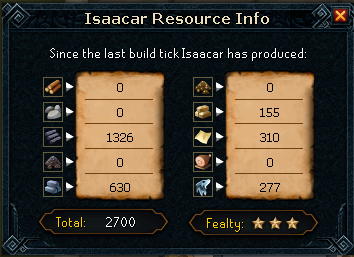 Isaacar Resource Info
Since the last build tick Isaacar has produced:
0 0
0 155
1326 310
0 0
630 277
Total: 2700 Fealty: